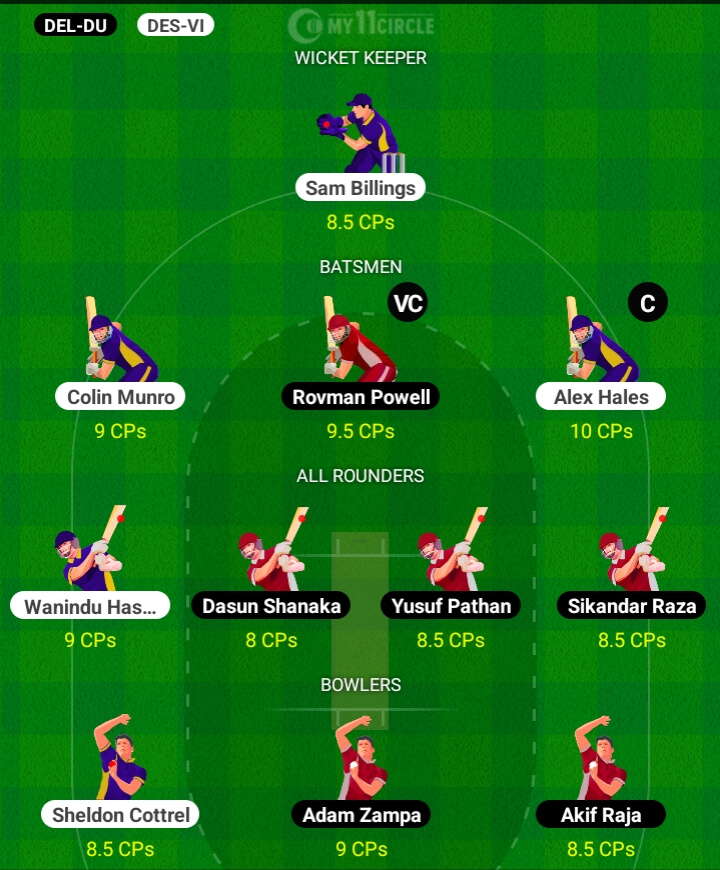 DEL-DU DES-VI MY11CIRCLE
WICKET KEEPER
Sam Billings
8.5 CPs
BATSMEN
VC C
Colin Munro Rovman Powell Alex Hales
9 CPs 9.5 CPs 10 CPs
ALL ROUNDERS
Wanindu Has... Dasun Shanaka Yusuf Pathan Sikandar Raza
9 CPs 8 CPs 8.5 CPs 8.5 CPs
BOWLERS
Sheldon Cottrel Adam Zampa Akif Raja
8.5 CPs 9 CPs 8.5 CPs